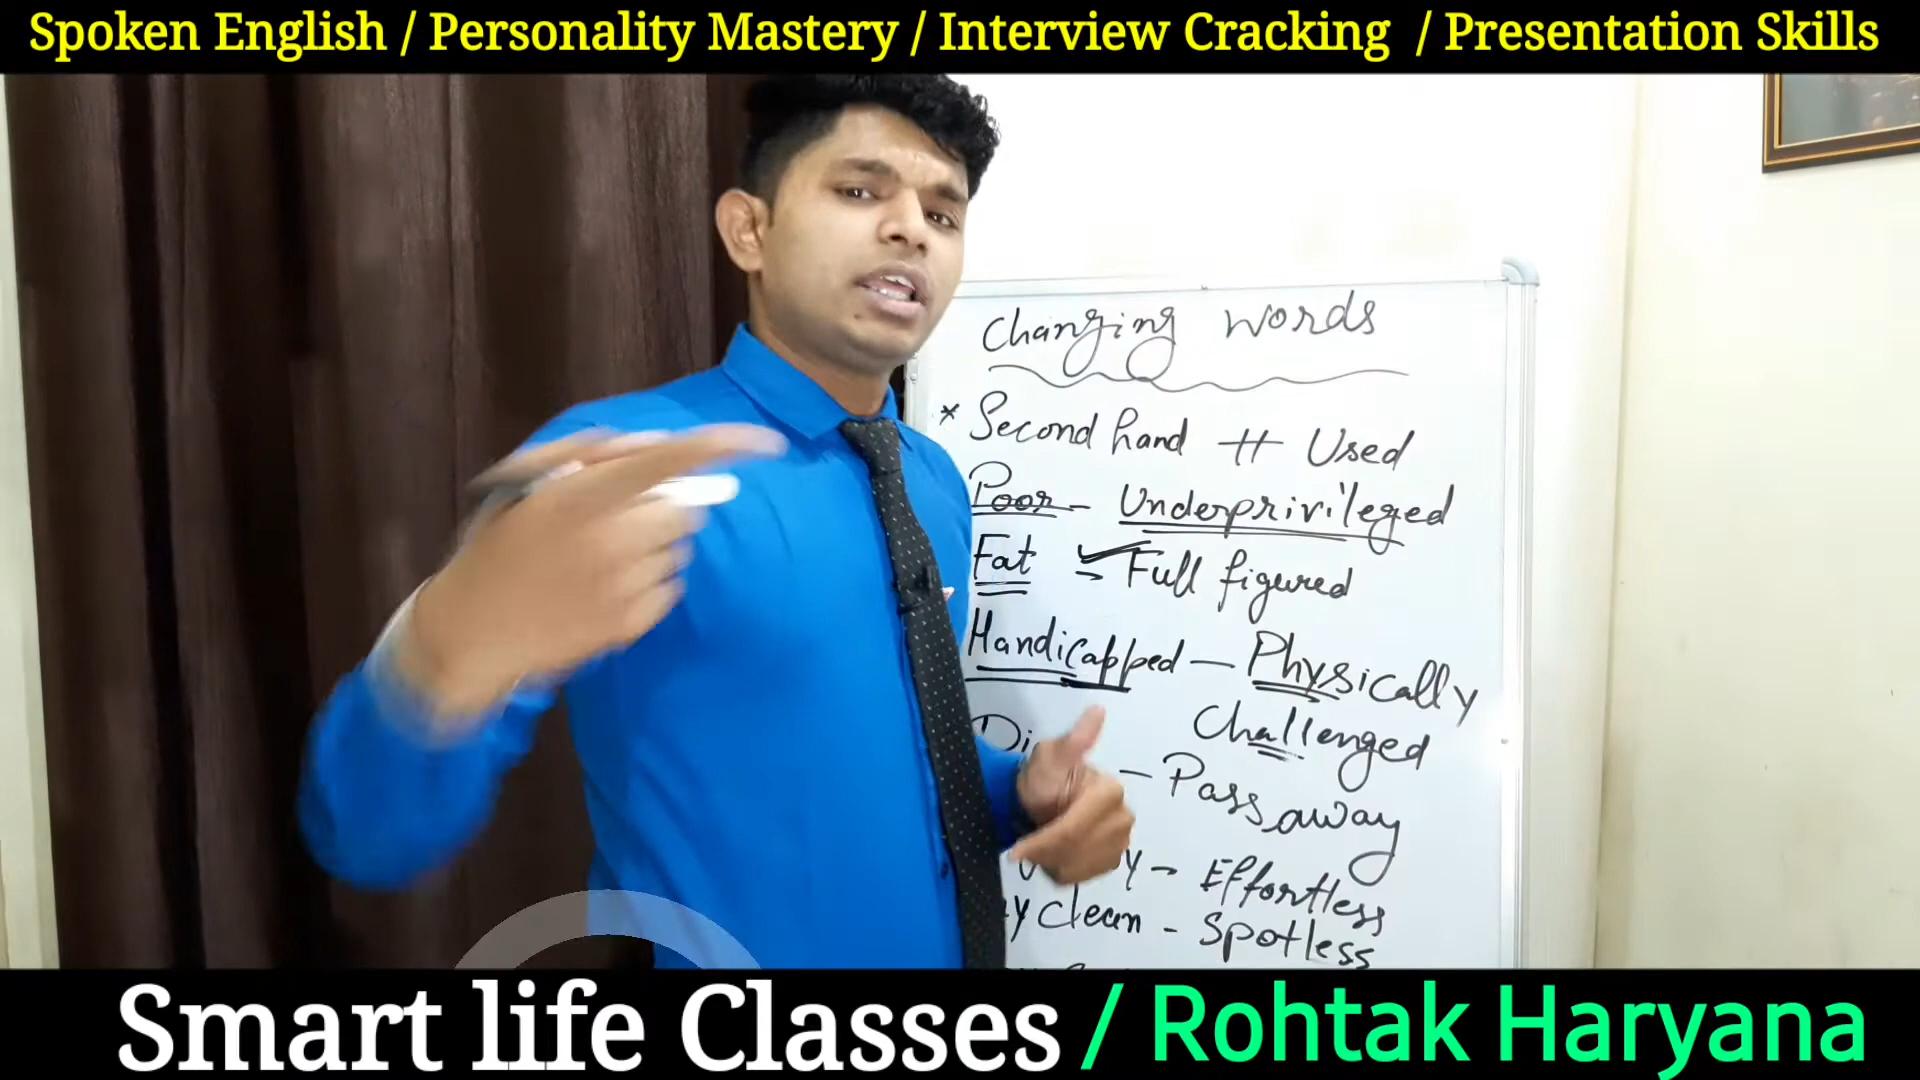 Spoken English / Personality Mastery / Interview Cracking / Presentation Skills
Changing words
* Second hand Used
Poor - Underprivileged
Fat = Full figured
Handicapped - Physically
Challenged
- Pass away
- Effortless
clean - Spotless
Smart life Classes / Rohtak Haryana